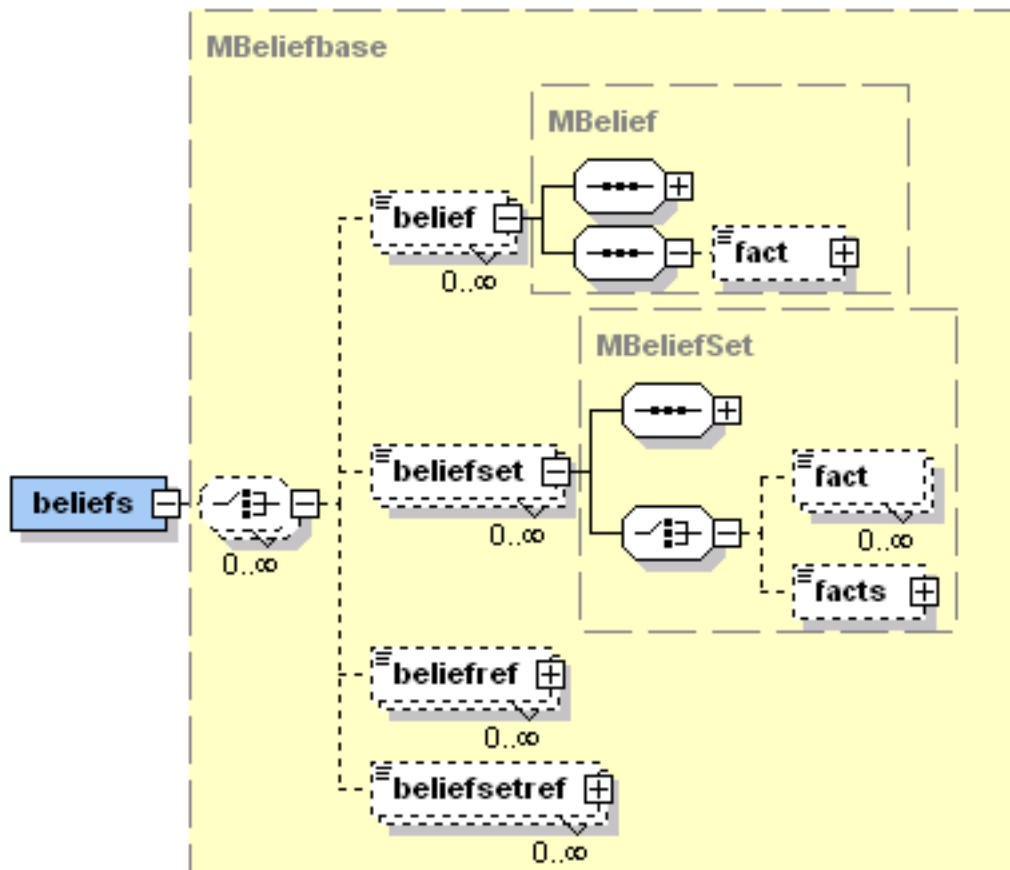 MBeliefbase
MBelief
belief
0..∞
fact
MBeliefSet
beliefset
0..∞
fact
0..∞
facts
beliefs
0..∞
beliefref
0..∞
beliefsetref
0..∞